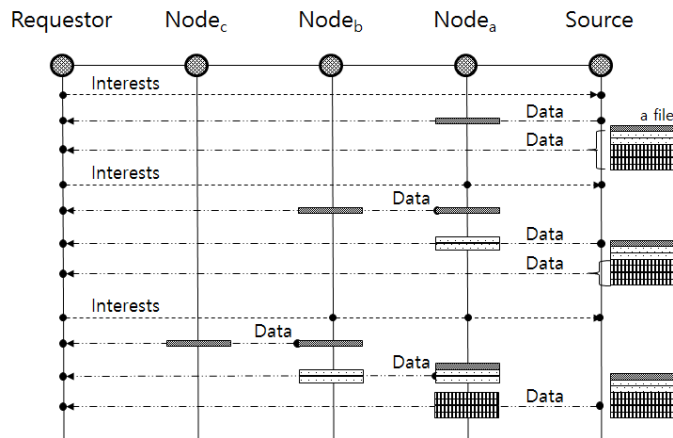 Requestor Node_c Node_b Node_a Source
Interests
Data
a file
Data
Interests
Data
Data
Data
Interests
Data
Data
Data